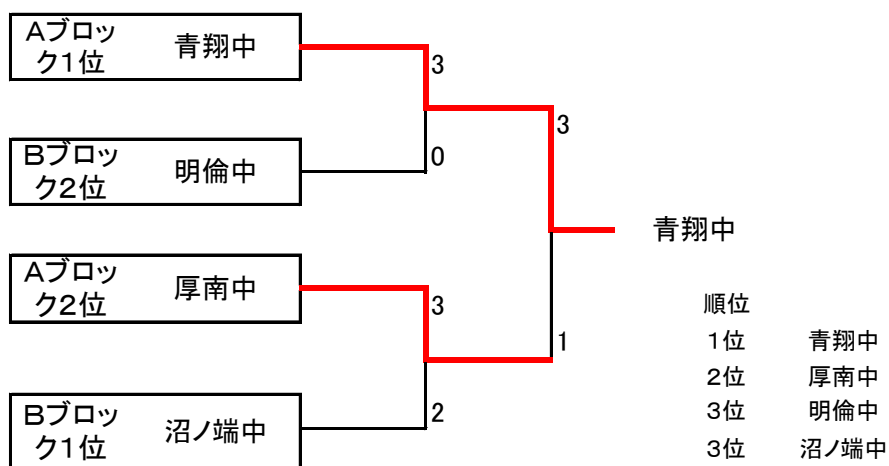 Aブロッ
ク1位
青翔中
3
3
Bブロッ
ク2位
明倫中
0
青翔中
Aブロッ
ク2位
厚南中
3
1
Bブロッ
ク1位
沼ノ端中
2
順位
1位 青翔中
2位 厚南中
3位 明倫中
3位 沼ノ端中